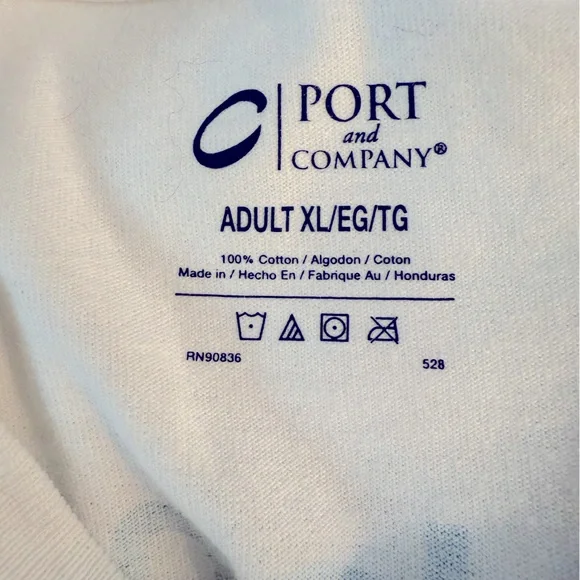 PORT
and
COMPANY®
ADULT XL/EG/TG
100% Cotton / Algodon / Coton
Made in / Hecho En / Fabrique Au / Honduras
RN90836 528